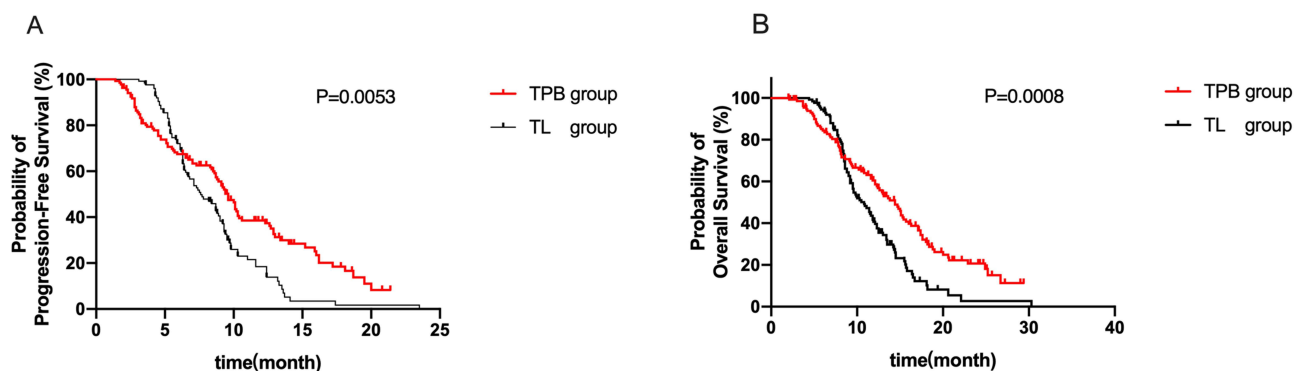 A
Probability of
Progression-Free Survival (%)
100
80
60
40
20
0
0 5 10 15 20 25
time(month)
P=0.0053
TPB group
TL group
B
Probability of
Overall Survival (%)
100
80
60
40
20
0
0 10 20 30 40
time(month)
P=0.0008
TPB group
TL group